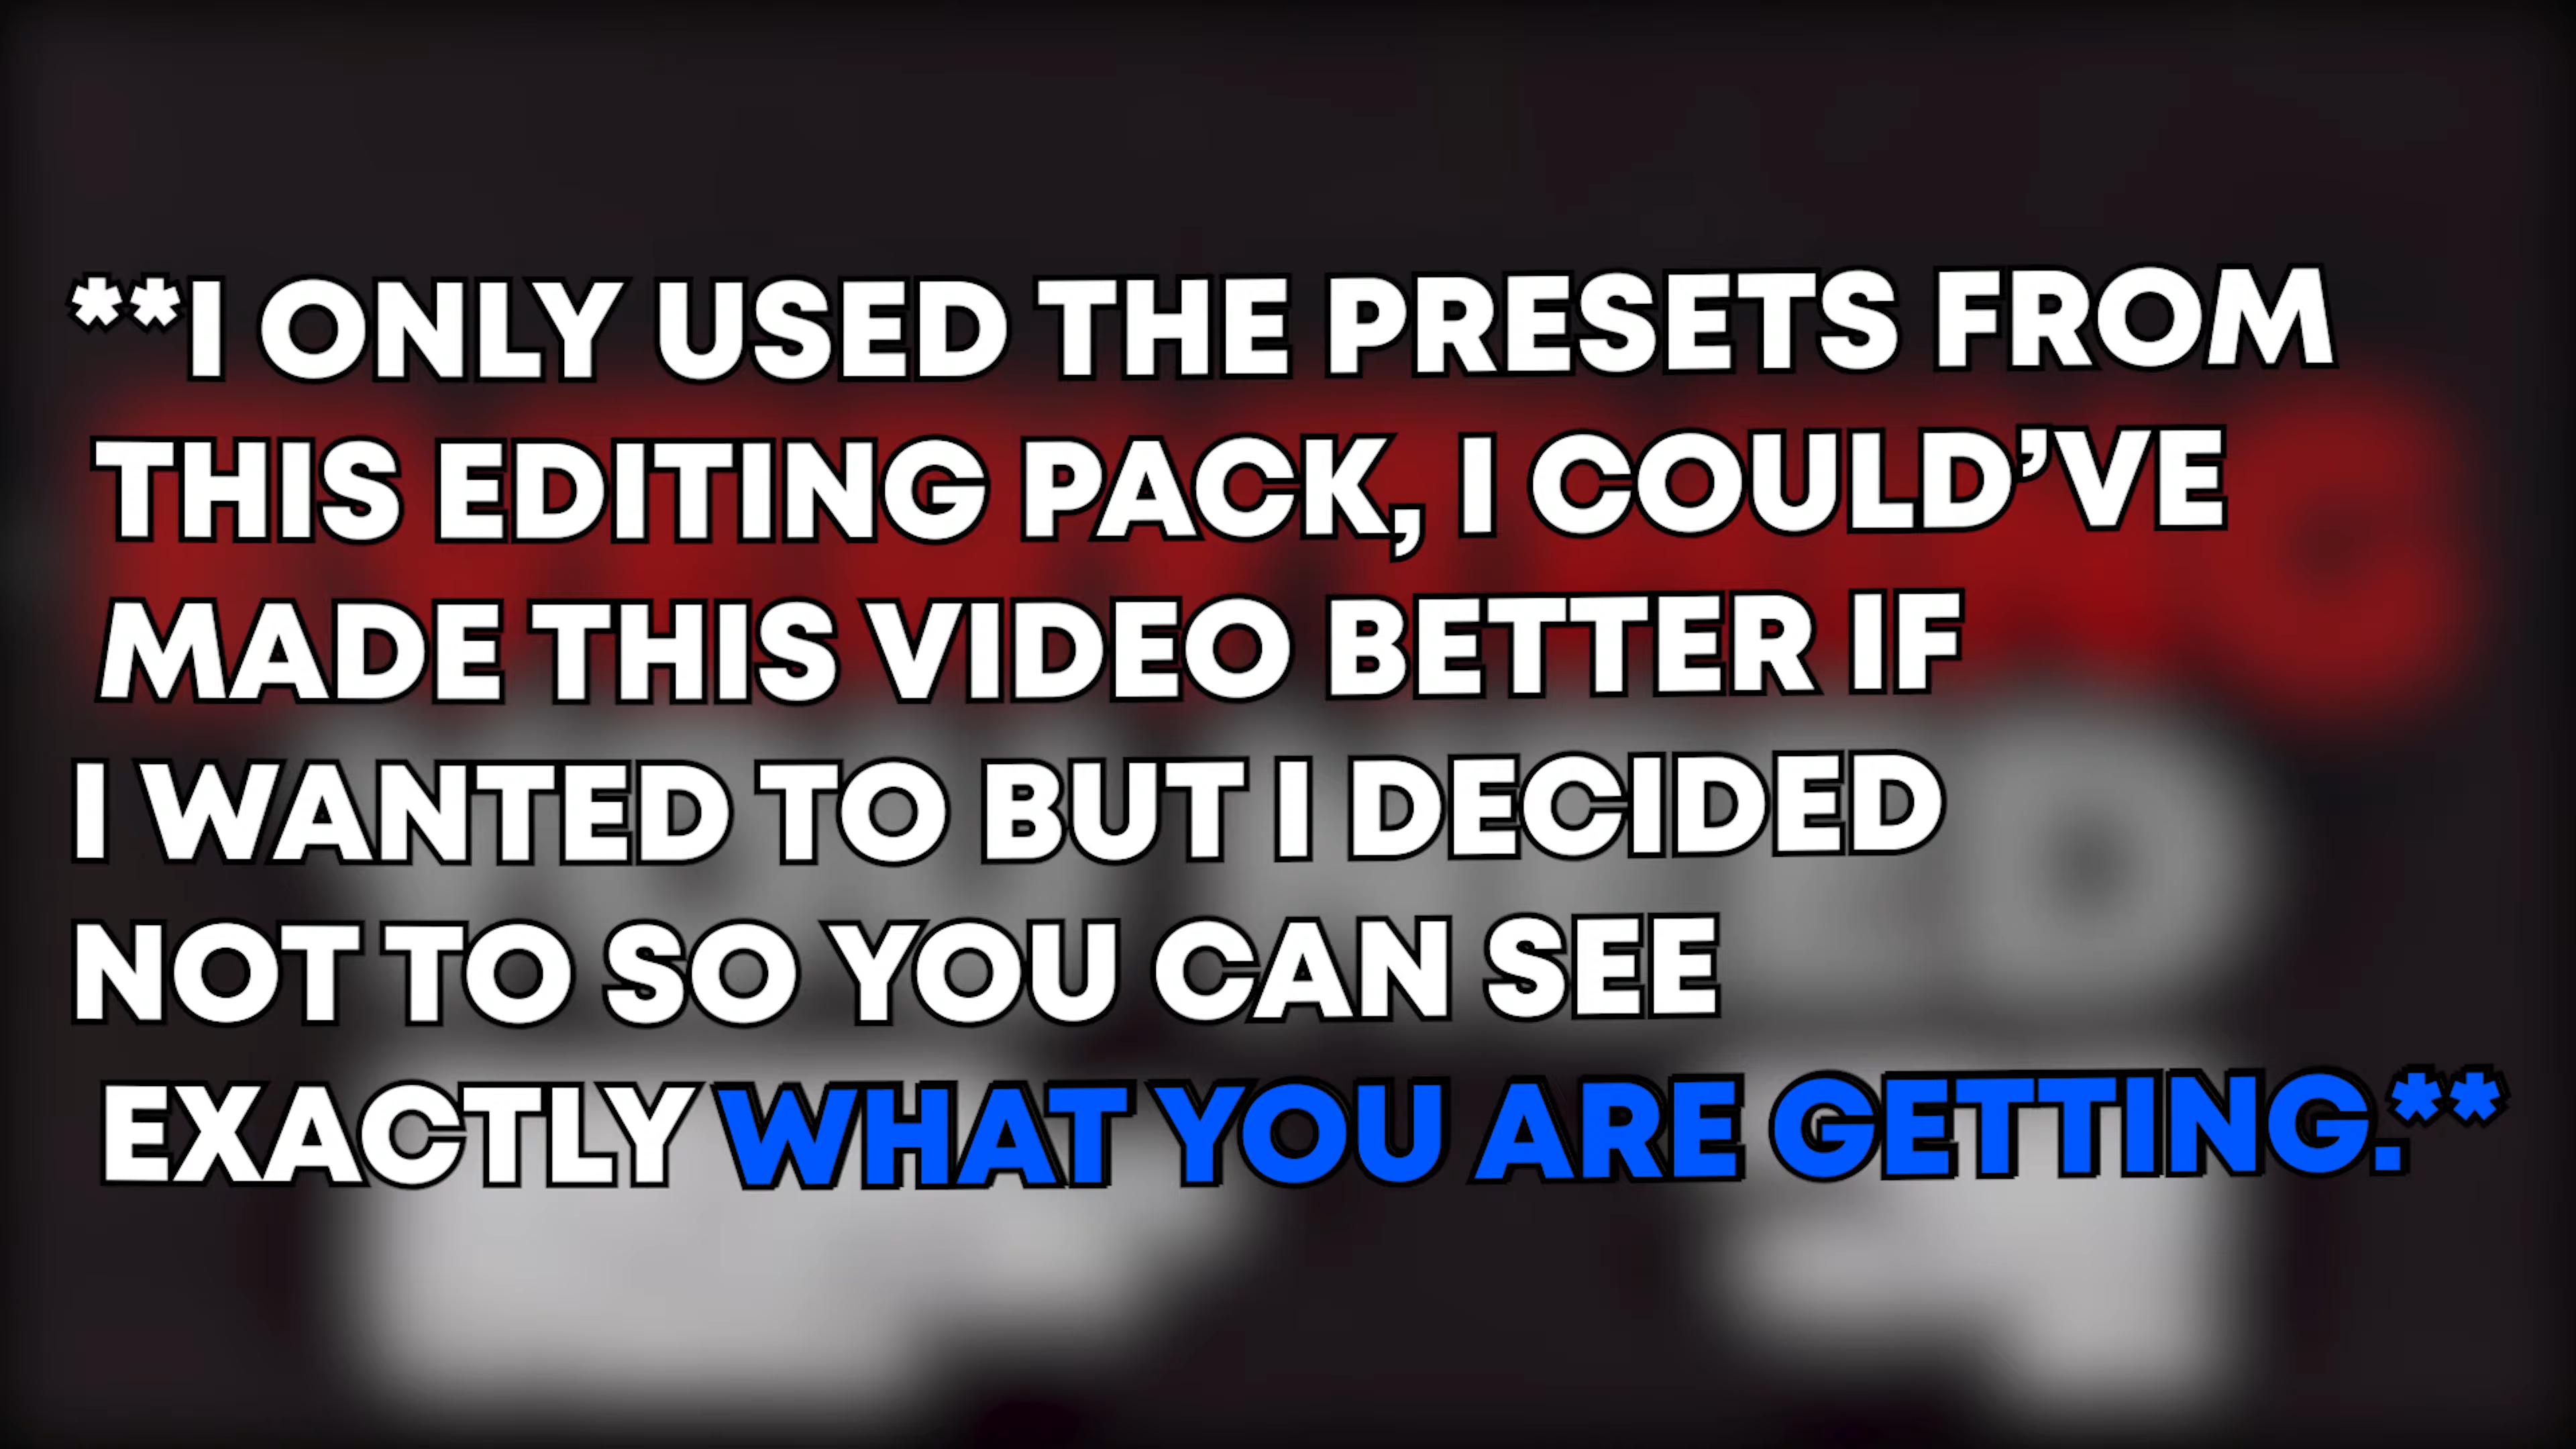 **I ONLY USED THE PRESETS FROM
THIS EDITING PACK, I COULD’VE
MADE THIS VIDEO BETTER IF
I WANTED TO BUT I DECIDED
NOT TO SO YOU CAN SEE
EXACTLY WHAT YOU ARE GETTING.**